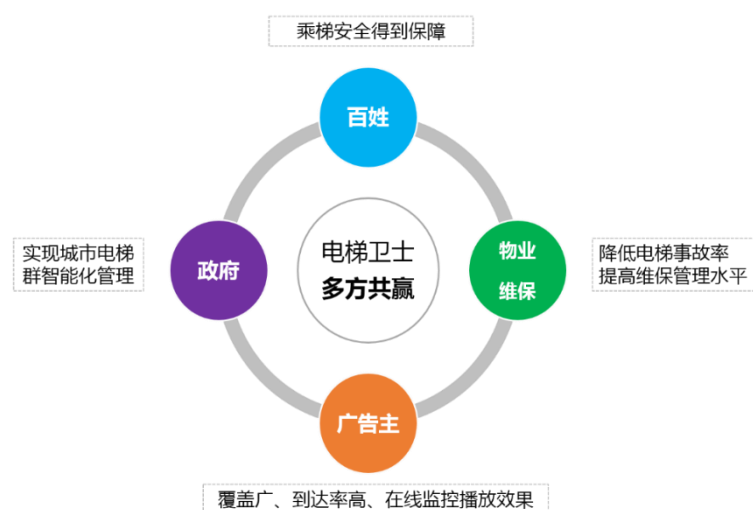 乘梯安全得到保障
百姓
实现城市电梯
群智能化管理
政府
电梯卫士
多方共赢
物业
维保
降低电梯事故率
提高维保管理水平
广告主
覆盖广、到达率高、在线监控播放效果